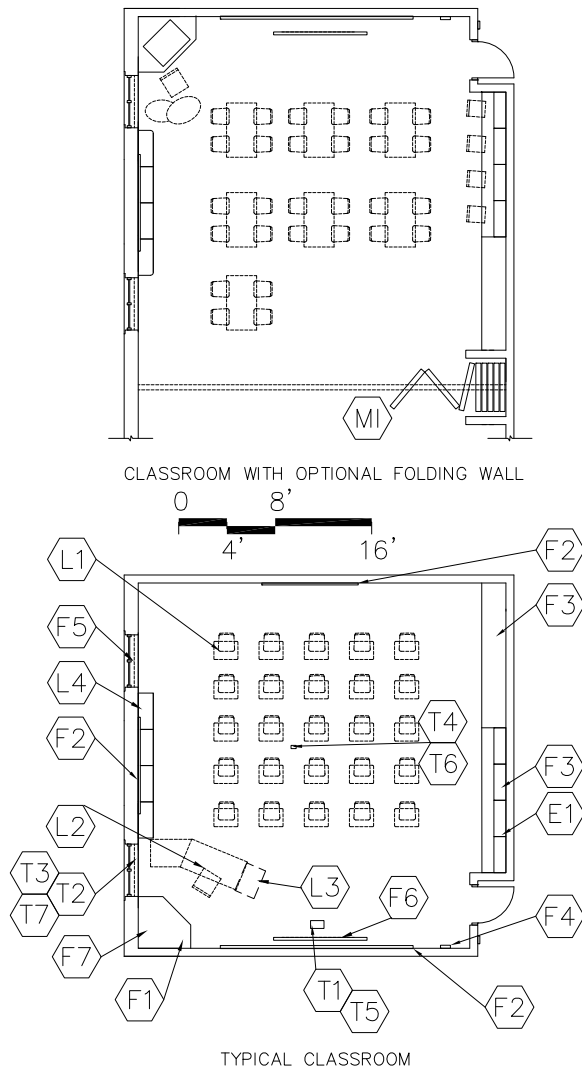 M1
CLASSROOM WITH OPTIONAL FOLDING WALL
0 8'
4' 16'
L1
F2
F5
F3
L4
T4
F2
T6
F3
L2
E1
T3
T2
L3
T7
F6
F7
F4
F1
T1
F2
T5
TYPICAL CLASSROOM